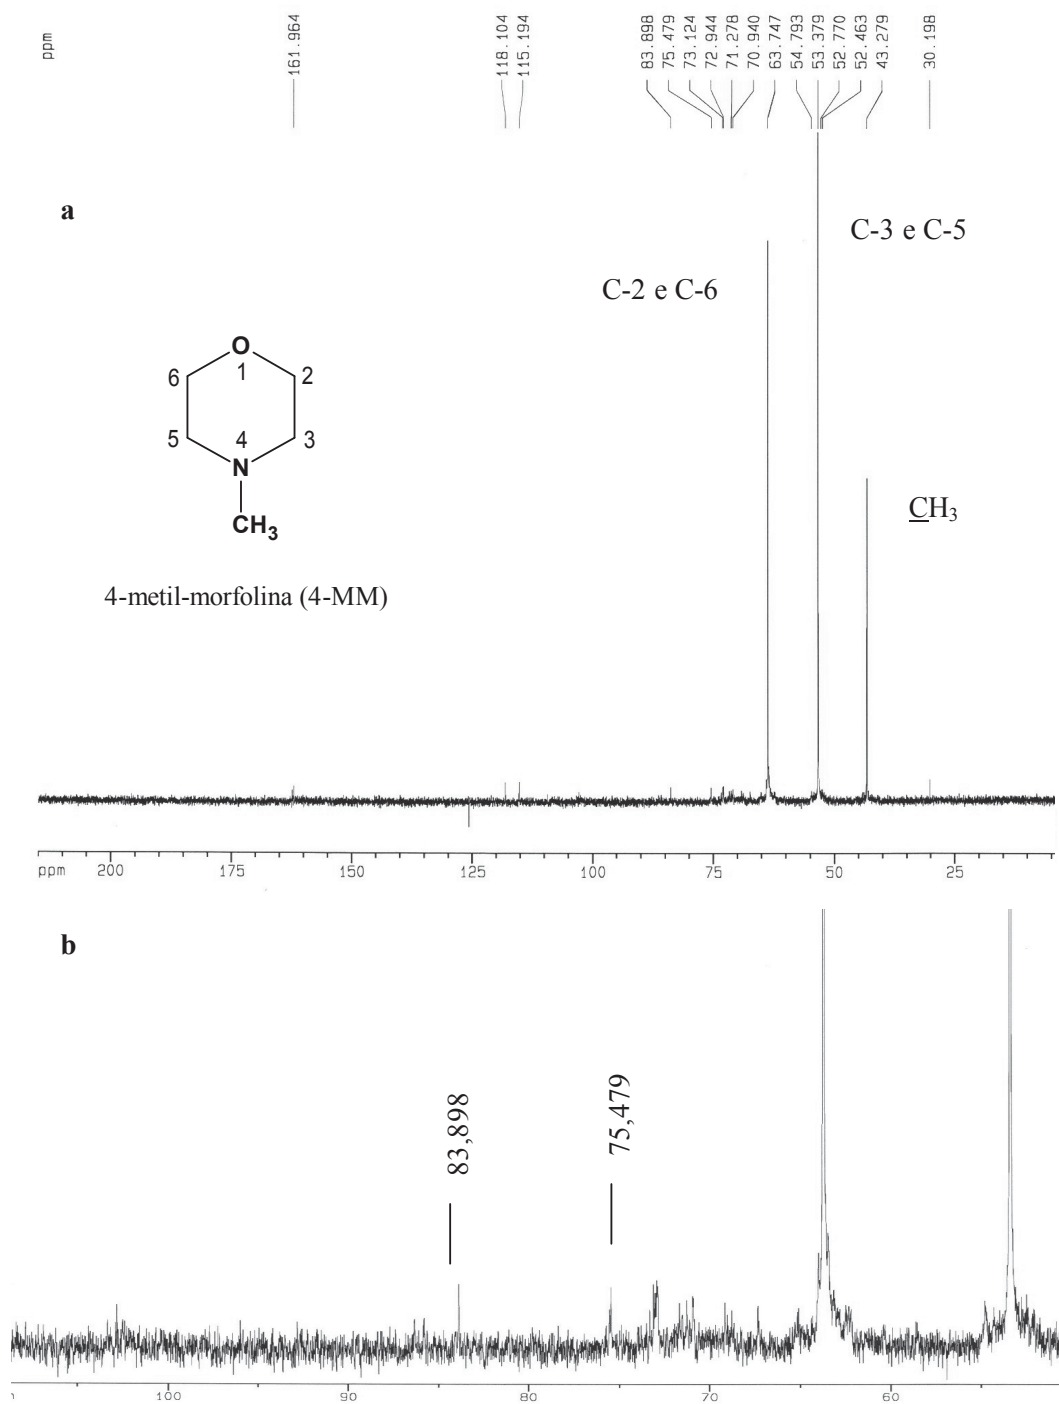 ppm
161.964
118.104
115.194
83.898
75.479
73.124
72.944
71.278
70.940
63.747
54.793
53.379
52.770
52.463
43.279
30.198
a
C-3 e C-5
C-2 e C-6
O
1
6
2
5
4
3
N
CH3
CH3
4-metil-morfolina (4-MM)
ppm 200 175 150 125 100 75 50 25
b
83,898
75,479
100 90 80 70 60